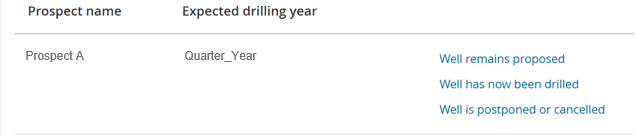 Prospect name Expected drilling year
Prospect A Quarter_Year Well remains proposed
Well has now been drilled
Well is postponed or cancelled